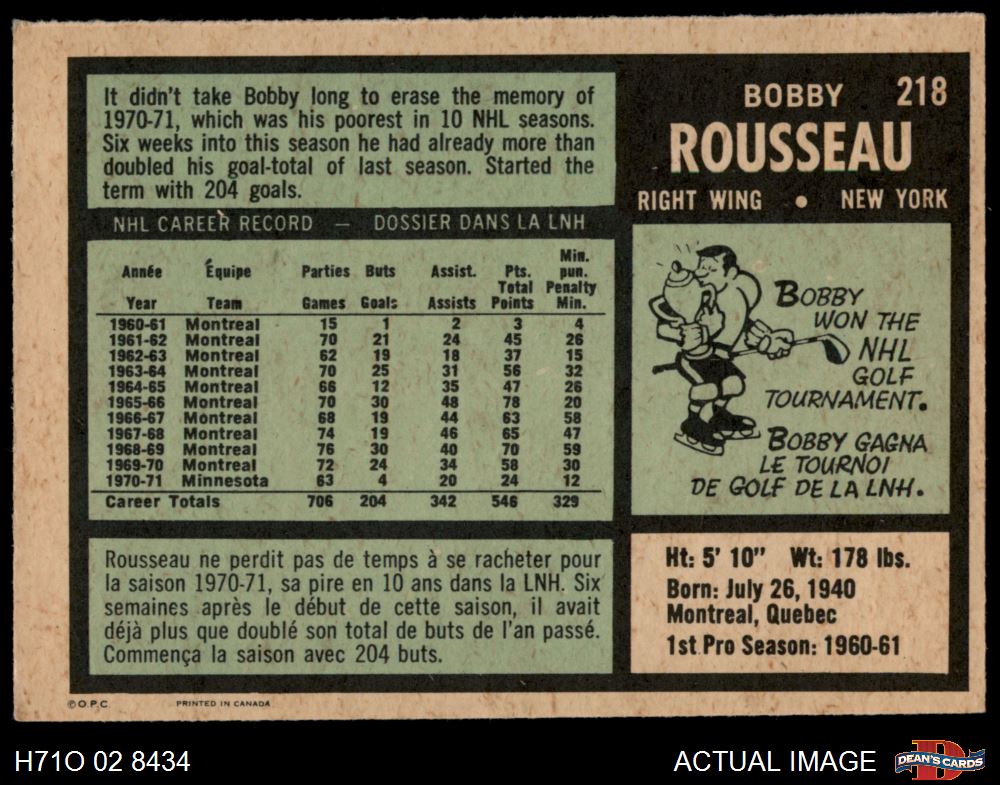 It didn't take Bobby long to erase the memory of
1970-71, which was his poorest in 10 NHL seasons.
Six weeks into this season he had already more than
doubled his goal-total of last season. Started the
term with 204 goals.
BOBBY 218
ROUSSEAU
RIGHT WING • NEW YORK
NHL CAREER RECORD — DOSSIER DANS LA LNH
Année Équipe Parties Buts Assist. Pts. Total Min. pun.
Year Team Games Goals Assists Points Penalty Min.
1960-61 Montreal 15 1 2 3 4
1961-62 Montreal 70 21 24 45 26
1962-63 Montreal 62 19 18 37 15
1963-64 Montreal 70 25 31 56 32
1964-65 Montreal 66 12 35 47 26
1965-66 Montreal 70 30 48 78 20
1966-67 Montreal 68 19 44 63 58
1967-68 Montreal 74 19 46 65 47
1968-69 Montreal 76 30 40 70 59
1969-70 Montreal 72 24 34 58 30
1970-71 Minnesota 63 4 20 24 12
Career Totals 706 204 342 546 329
BOBBY
WON THE
NHL
GOLF
TOURNAMENT.
BOBBY GAGNA
LE TOURNOI
DE GOLF DE LA LNH.
Rousseau ne perdit pas de temps à se racheter pour
la saison 1970-71, sa pire en 10 ans dans la LNH. Six
semaines après le début de cette saison, il avait
déjà plus que doublé son total de buts de l'an passé.
Commença la saison avec 204 buts.
Ht: 5' 10" Wt: 178 lbs.
Born: July 26, 1940
Montreal, Quebec
1st Pro Season: 1960-61
©O.P.C. PRINTED IN CANADA
H71O 02 8434 ACTUAL IMAGE DEAN'S CARDS